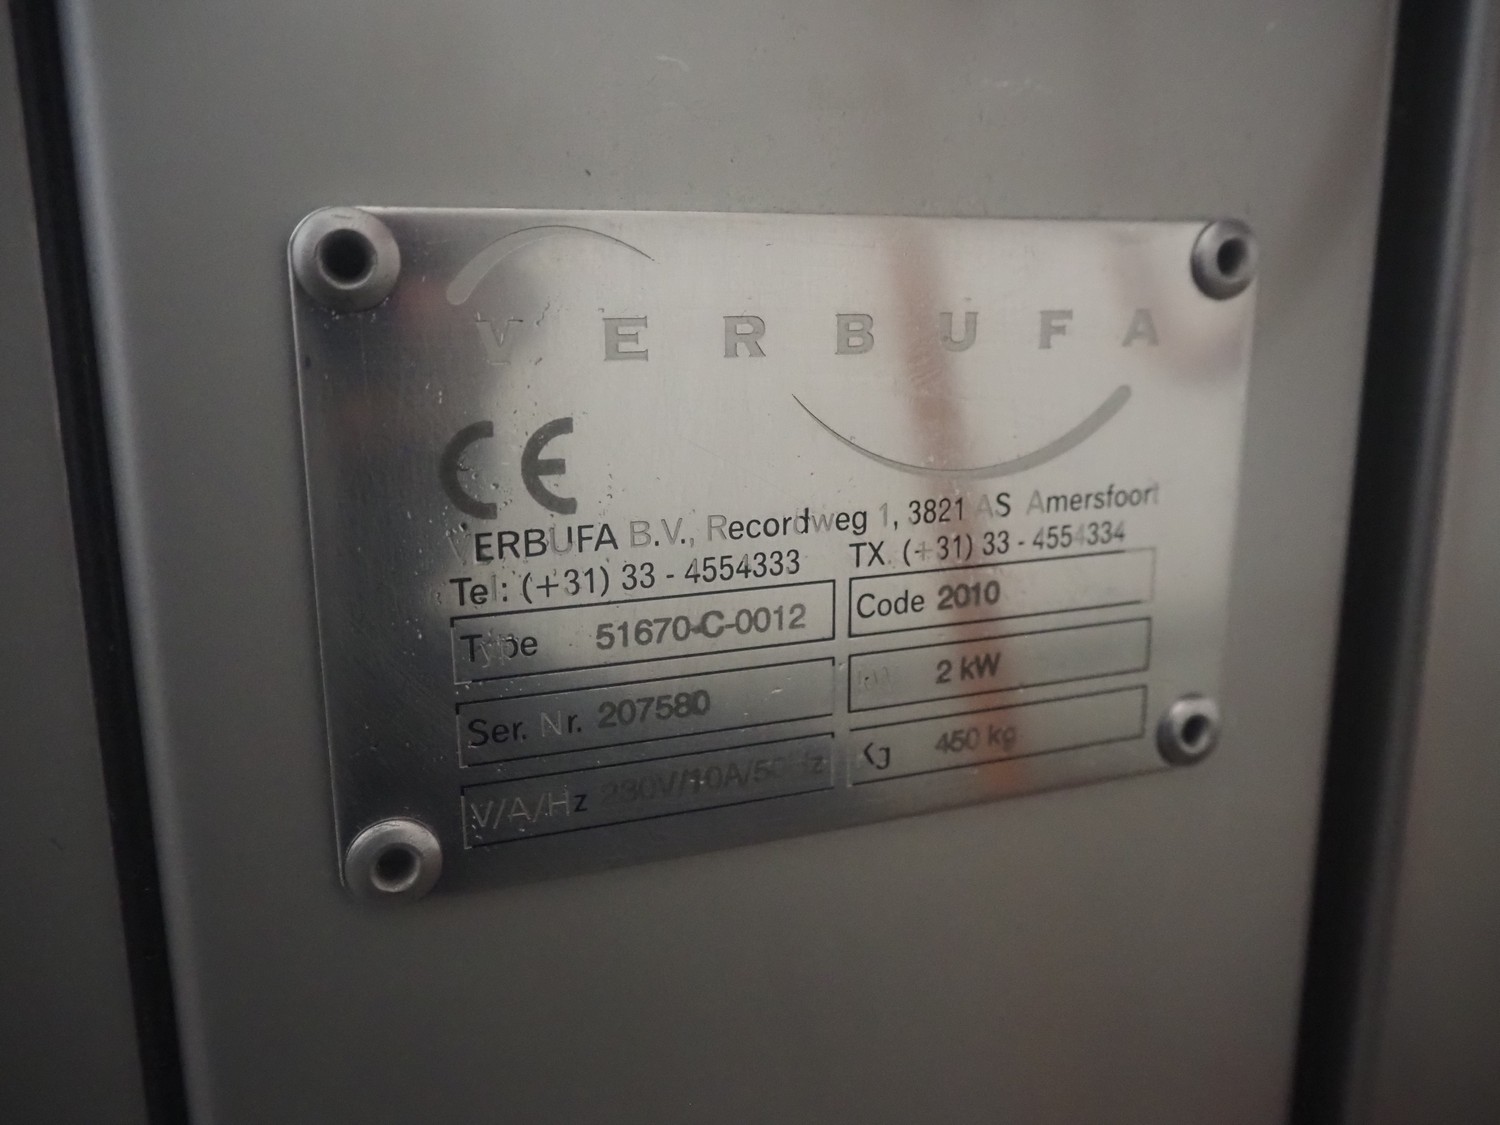 VERBUFA
CE
VERBUFA B.V., Recordweg 1, 3821 AS Amersfoort
Tel: (+31) 33 - 4554333 TX. (+31) 33 - 4554334
Type 51670-C-0012 Code 2010
Ser. Nr. 207580 2 kW
V/A/Hz 230V/10A/50Hz Kg 450 kg